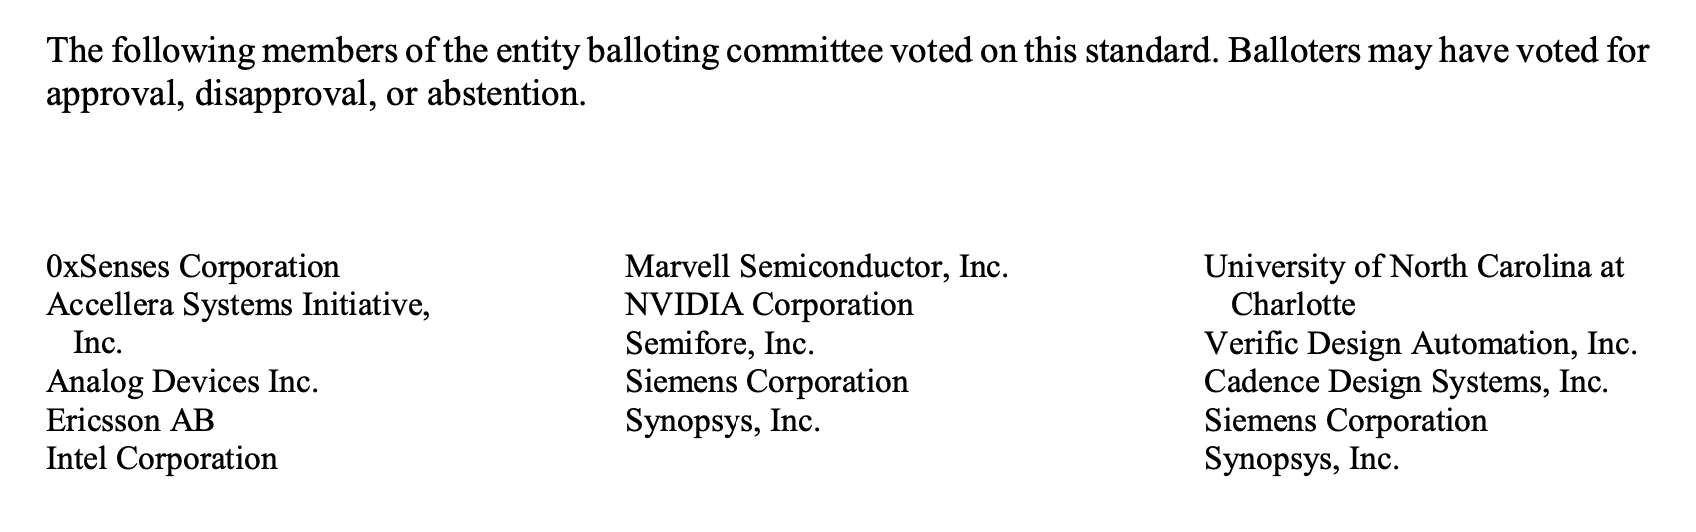 The following members of the entity balloting committee voted on this standard. Balloters may have voted for
approval, disapproval, or abstention.
0xSenses Corporation
Accellera Systems Initiative,
Inc.
Analog Devices Inc.
Ericsson AB
Intel Corporation
Marvell Semiconductor, Inc.
NVIDIA Corporation
Semifore, Inc.
Siemens Corporation
Synopsys, Inc.
University of North Carolina at
Charlotte
Verific Design Automation, Inc.
Cadence Design Systems, Inc.
Siemens Corporation
Synopsys, Inc.